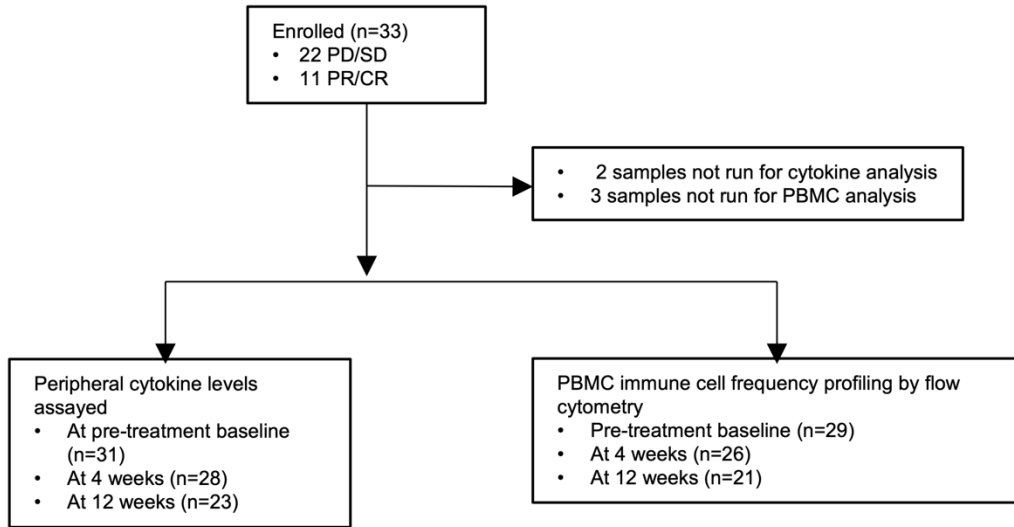 Enrolled (n=33)
• 22 PD/SD
• 11 PR/CR
• 2 samples not run for cytokine analysis
• 3 samples not run for PBMC analysis
Peripheral cytokine levels
assayed
• At pre-treatment baseline
(n=31)
• At 4 weeks (n=28)
• At 12 weeks (n=23)
PBMC immune cell frequency profiling by flow
cytometry
• Pre-treatment baseline (n=29)
• At 4 weeks (n=26)
• At 12 weeks (n=21)